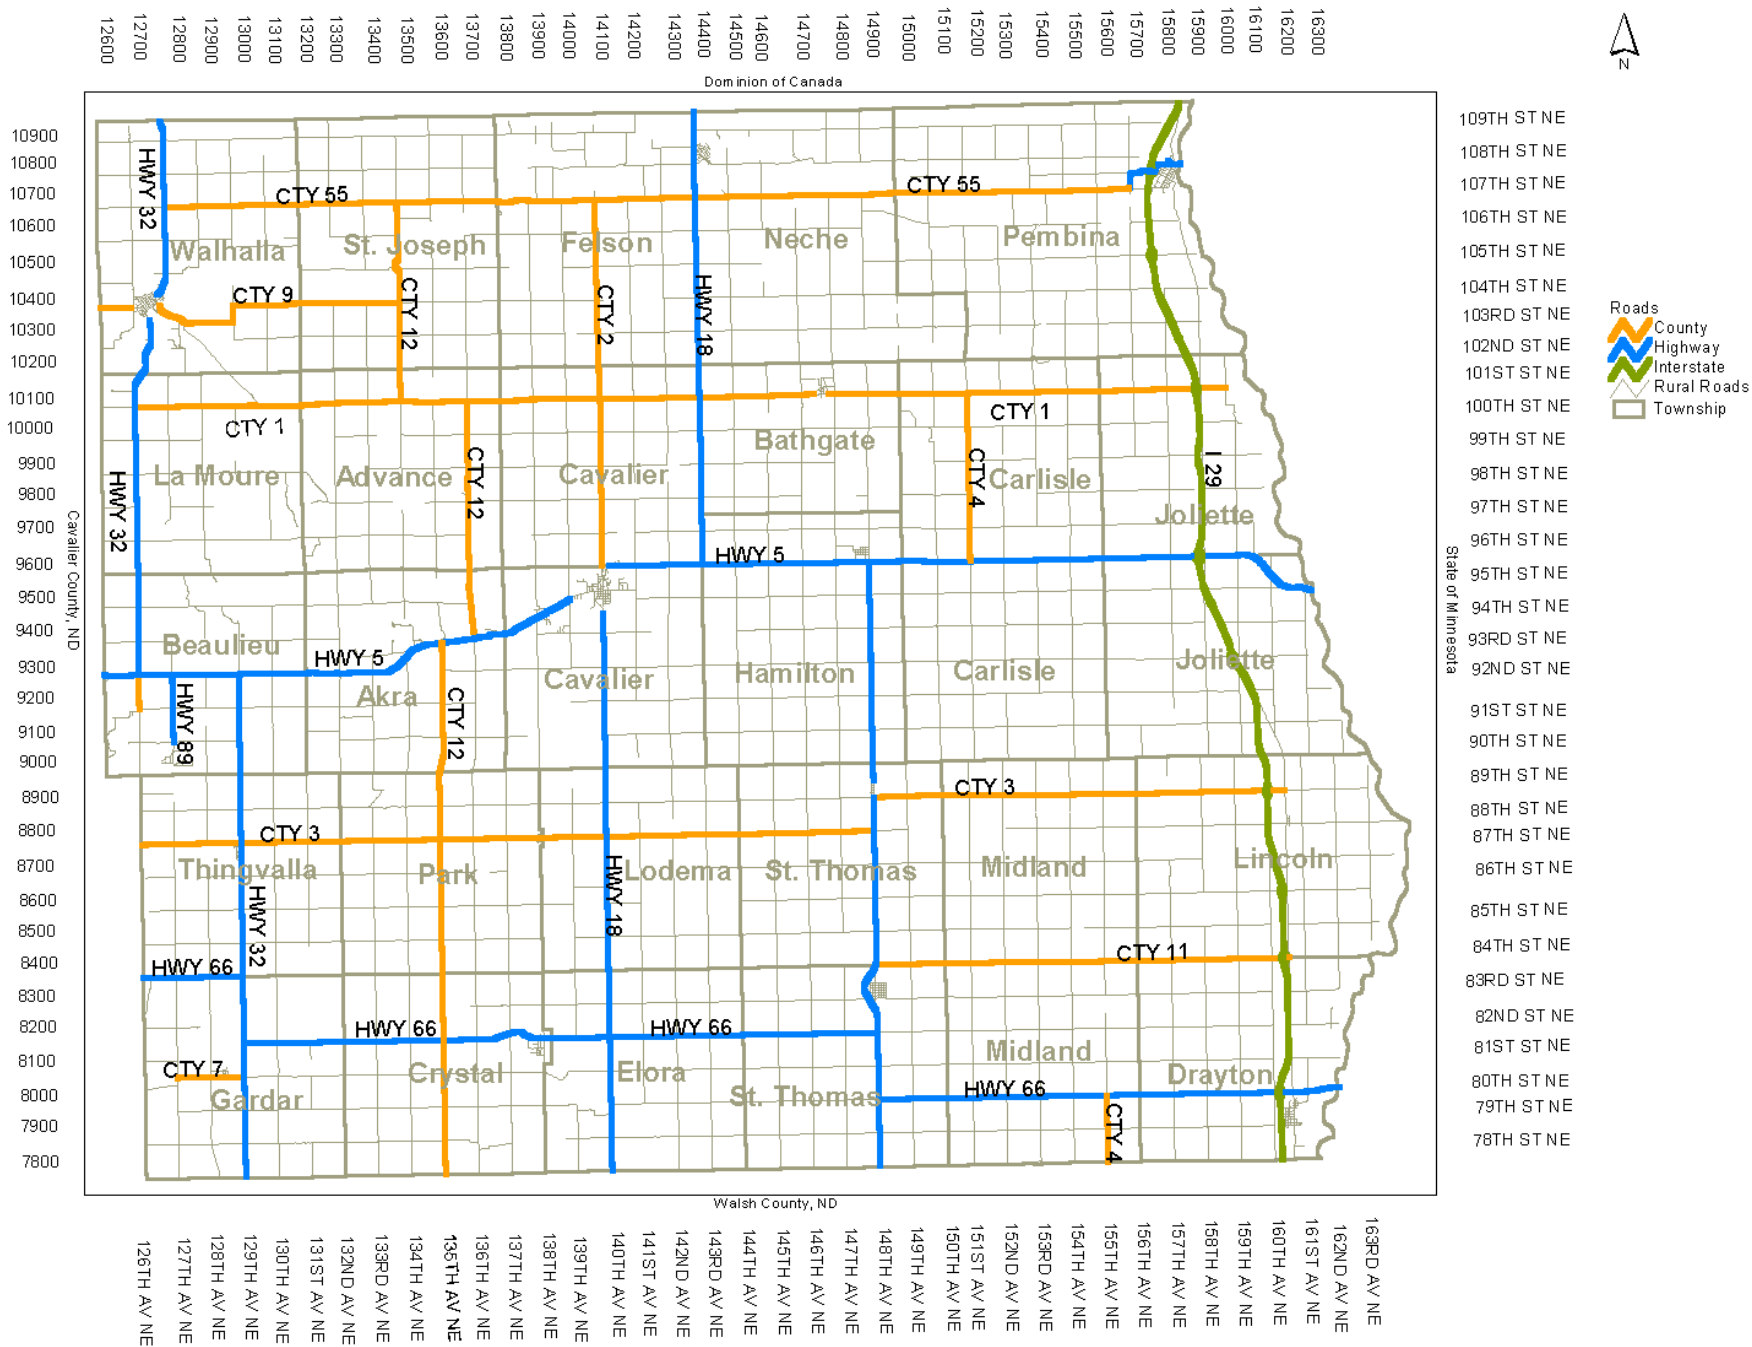 12600
12700
12800
12900
13000
13100
13200
13300
13400
13500
13600
13700
13800
13900
14000
14100
14200
14300
14400
14500
14600
14700
14800
14900
15000
15100
15200
15300
15400
15500
15600
15700
15800
15900
16000
16100
16200
16300
N
Dominion of Canada
10900
10800
10700
10600
10500
10400
10300
10200
10100
10000
9900
9800
9700
9600
9500
9400
9300
9200
9100
9000
8900
8800
8700
8600
8500
8400
8300
8200
8100
8000
7900
7800
Cavalier County, ND
HWY 32
CTY 55
CTY 55
Walhalla
St. Joseph
Felson
Neche
Pembina
CTY 9
CTY 12
CTY 2
HWY 18
CTY 1
CTY 1
Bathgate
HWY 32
La Moure
Advance
CTY 12
Cavalier
CTY 4
Carlisle
I 29
Joliette
HWY 5
Beaulieu
HWY 5
Akra
Cavalier
Hamilton
Carlisle
Joliette
HWY 89
CTY 12
CTY 3
CTY 3
Thingvalla
Park
HWY 18
Lodema
St. Thomas
Midland
Lincoln
HWY 32
HWY 66
CTY 11
HWY 66
HWY 66
CTY 7
Gardar
Crystal
Elora
St. Thomas
Midland
HWY 66
Drayton
CTY 4
State of Minnesota
109TH ST NE
108TH ST NE
107TH ST NE
106TH ST NE
105TH ST NE
104TH ST NE
103RD ST NE
102ND ST NE
101ST ST NE
100TH ST NE
99TH ST NE
98TH ST NE
97TH ST NE
96TH ST NE
95TH ST NE
94TH ST NE
93RD ST NE
92ND ST NE
91ST ST NE
90TH ST NE
89TH ST NE
88TH ST NE
87TH ST NE
86TH ST NE
85TH ST NE
84TH ST NE
83RD ST NE
82ND ST NE
81ST ST NE
80TH ST NE
79TH ST NE
78TH ST NE
Roads
County
Highway
Interstate
Rural Roads
Township
Walsh County, ND
126TH AV NE
127TH AV NE
128TH AV NE
129TH AV NE
130TH AV NE
131ST AV NE
132ND AV NE
133RD AV NE
134TH AV NE
135TH AV NE
136TH AV NE
137TH AV NE
138TH AV NE
139TH AV NE
140TH AV NE
141ST AV NE
142ND AV NE
143RD AV NE
144TH AV NE
145TH AV NE
146TH AV NE
147TH AV NE
148TH AV NE
149TH AV NE
150TH AV NE
151ST AV NE
152ND AV NE
153RD AV NE
154TH AV NE
155TH AV NE
156TH AV NE
157TH AV NE
158TH AV NE
159TH AV NE
160TH AV NE
161ST AV NE
162ND AV NE
163RD AV NE